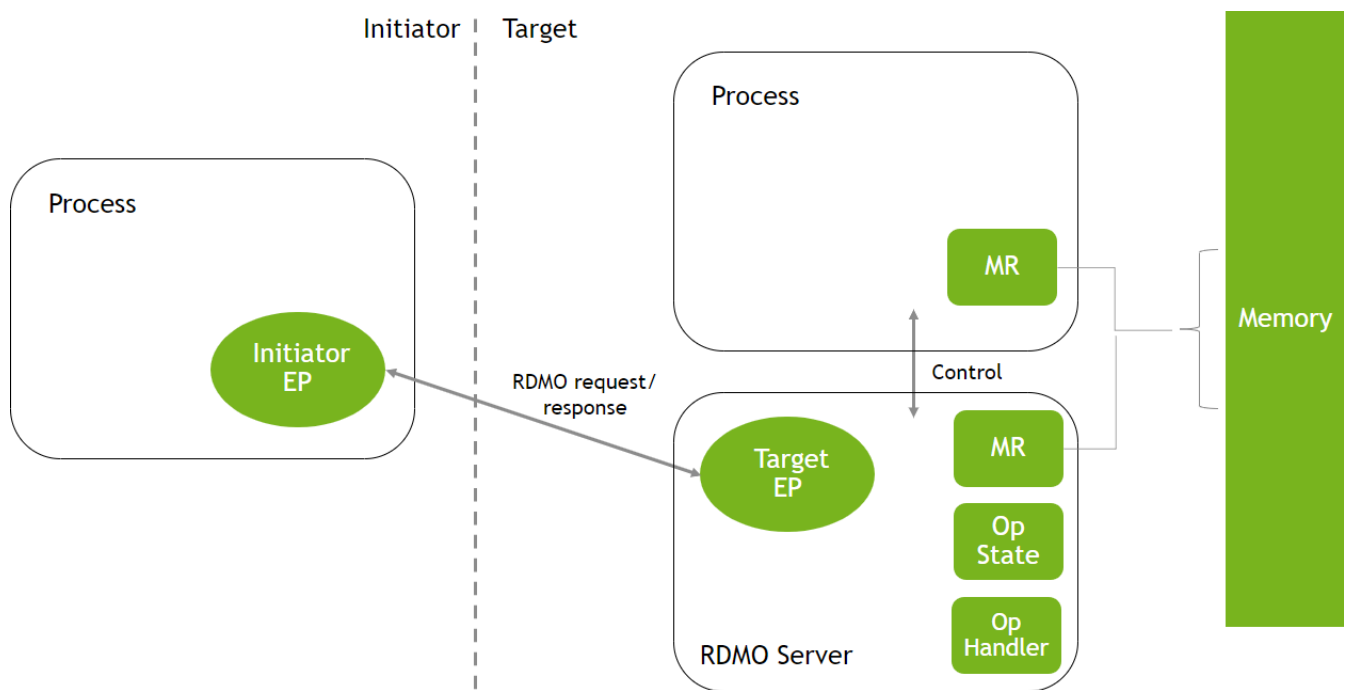 Initiator
Target
Process
Process
MR
Memory
Initiator
EP
RDMO request/
response
Control
Target
EP
MR
Op
State
Op
Handler
RDMO Server